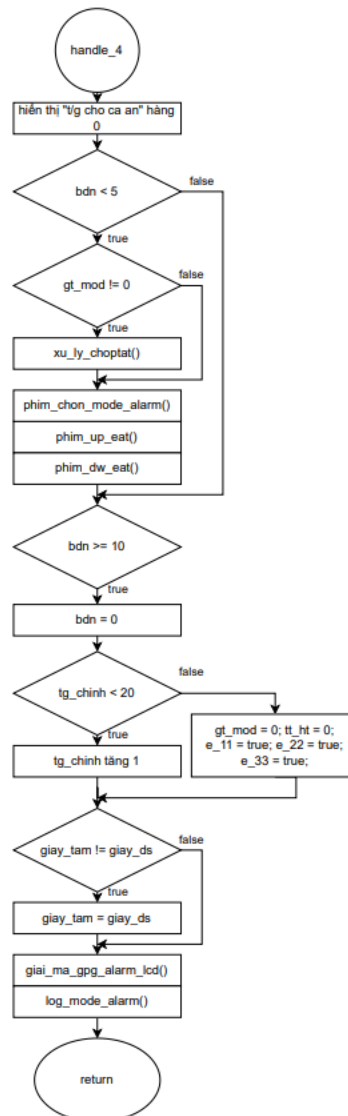 handle_4
hiển thị "t/g cho ca an" hàng
0
bdn < 5
false
true
gt_mod != 0
false
true
xu_ly_choptat()
phim_chon_mode_alarm()
phim_up_eat()
phim_dw_eat()
bdn >= 10
true
bdn = 0
false
tg_chinh < 20
true
gt_mod = 0; tt_ht = 0;
e_11 = true; e_22 = true;
e_33 = true;
tg_chinh tăng 1
false
giay_tam != giay_ds
true
giay_tam = giay_ds
giai_ma_gpg_alarm_lcd()
log_mode_alarm()
return